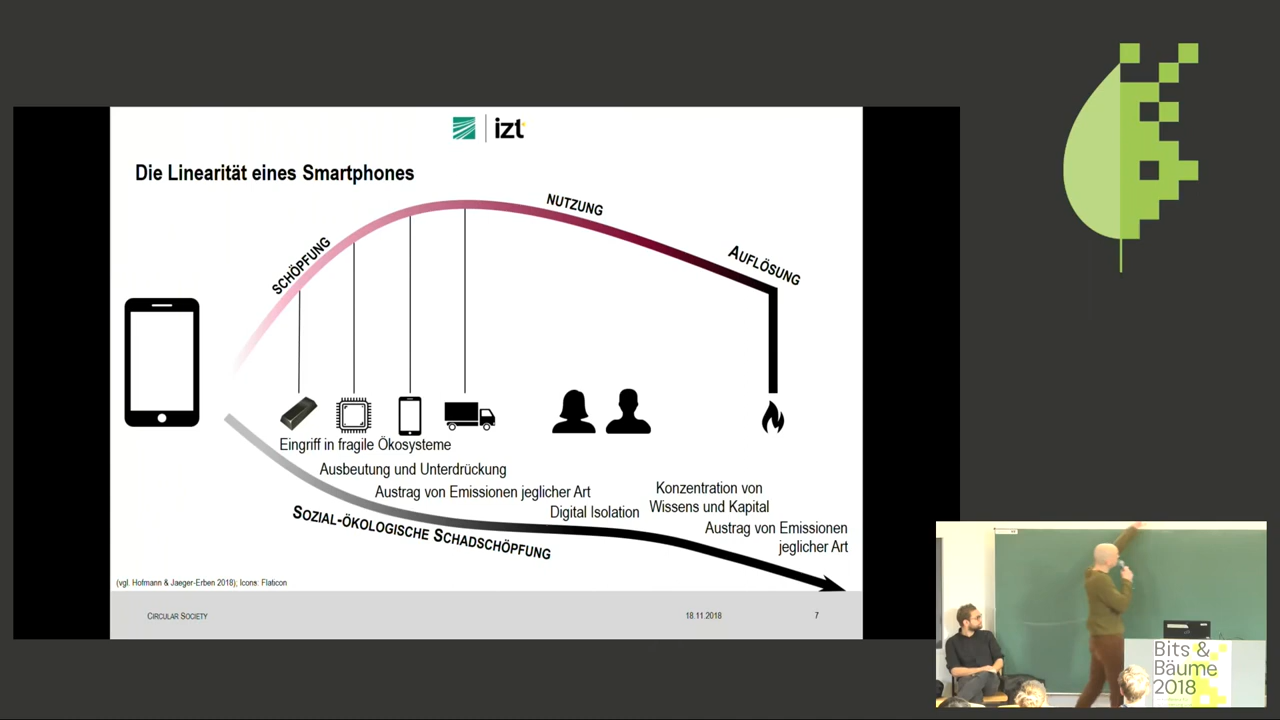 izt
Die Linearität eines Smartphones
SCHÖPFUNG
NUTZUNG
AUFLÖSUNG
Eingriff in fragile Ökosysteme
Ausbeutung und Unterdrückung
Austrag von Emissionen jeglicher Art
Digital Isolation
Konzentration von
Wissens und Kapital
Austrag von Emissionen
jeglicher Art
SOZIAL-ÖKOLOGISCHE SCHADSCHÖPFUNG
(vgl. Hofmann & Jaeger-Erben 2018); Icons: Flaticon
CIRCULAR SOCIETY
18.11.2018
7
Bits &
Bäume
2018